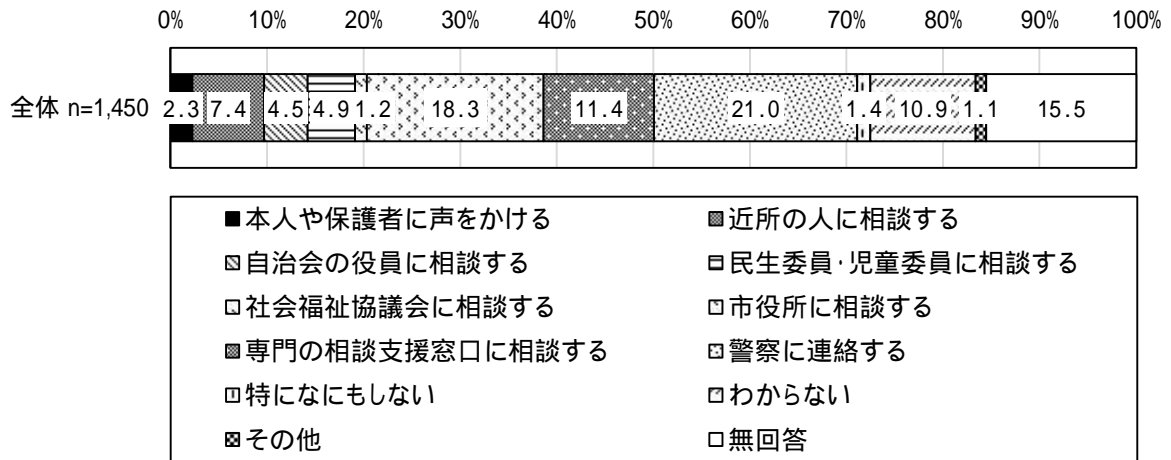 0% 10% 20% 30% 40% 50% 60% 70% 80% 90% 100%
全体 n=1,450 2.3 7.4 4.5 4.9 1.2 18.3 11.4 21.0 1.4 10.9 1.1 15.5
本人や保護者に声をかける 近所の人に相談する
自治会の役員に相談する 民生委員･児童委員に相談する
社会福祉協議会に相談する 市役所に相談する
専門の相談支援窓口に相談する 警察に連絡する
特になにもしない わからない
その他 無回答